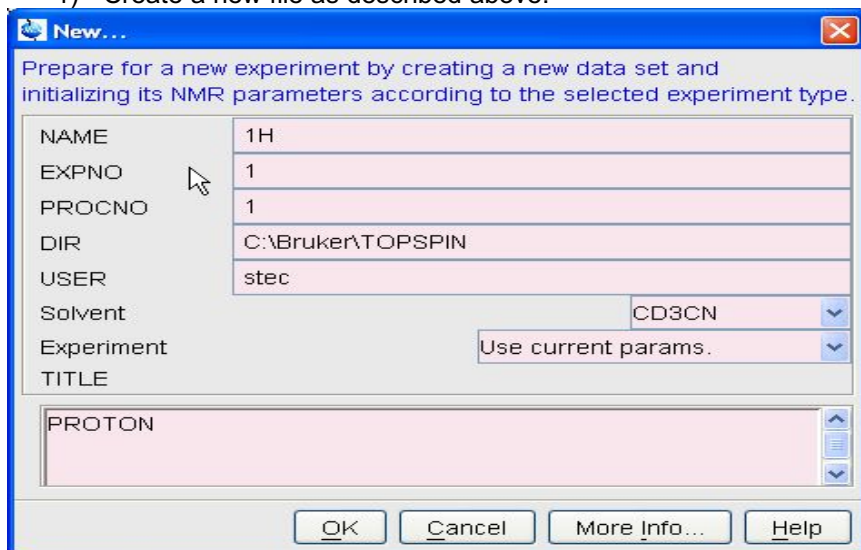 1) Create a new file as described above.
New...
Prepare for a new experiment by creating a new data set and
initializing its NMR parameters according to the selected experiment type.
NAME 1H
EXPNO 1
PROCNO 1
DIR C:\Bruker\TOPSPIN
USER stec
Solvent CD3CN
Experiment Use current params.
TITLE
PROTON
OK Cancel More Info... Help